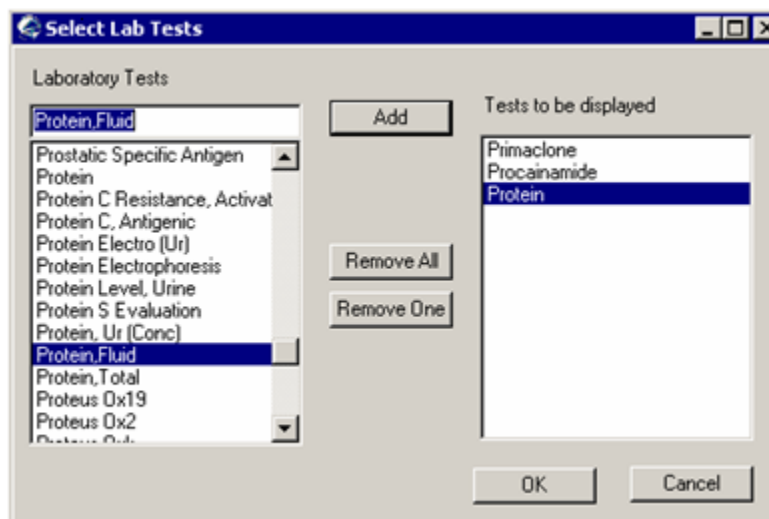 Select Lab Tests
Laboratory Tests
Protein,Fluid
Prostatic Specific Antigen
Protein
Protein C Resistance, Activat
Protein C, Antigenic
Protein Electro (Ur)
Protein Electrophoresis
Protein Level, Urine
Protein S Evaluation
Protein, Ur (Conc)
Protein,Fluid
Protein,Total
Proteus Ox19
Proteus Ox2
Add
Remove All
Remove One
Tests to be displayed
Primaclone
Procainamide
Protein
OK
Cancel